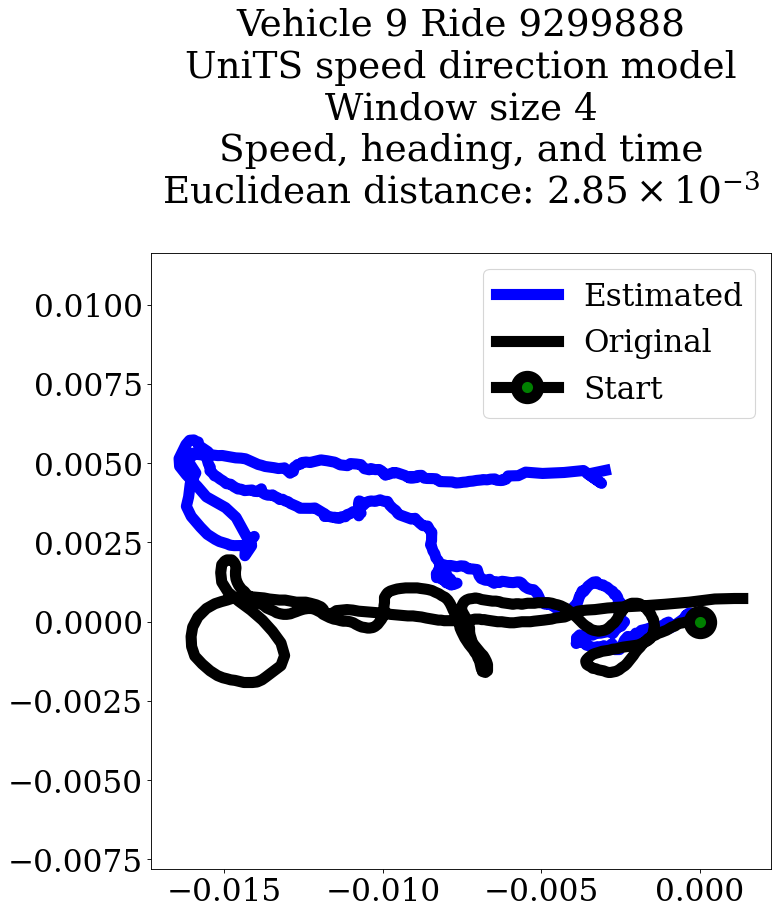 Vehicle 9 Ride 9299888
UniTS speed direction model
Window size 4
Speed, heading, and time
Euclidean distance: 2.85 × 10⁻³
Estimated
Original
Start
0.0100
0.0075
0.0050
0.0025
0.0000
−0.0025
−0.0050
−0.0075
−0.015 −0.010 −0.005 0.000